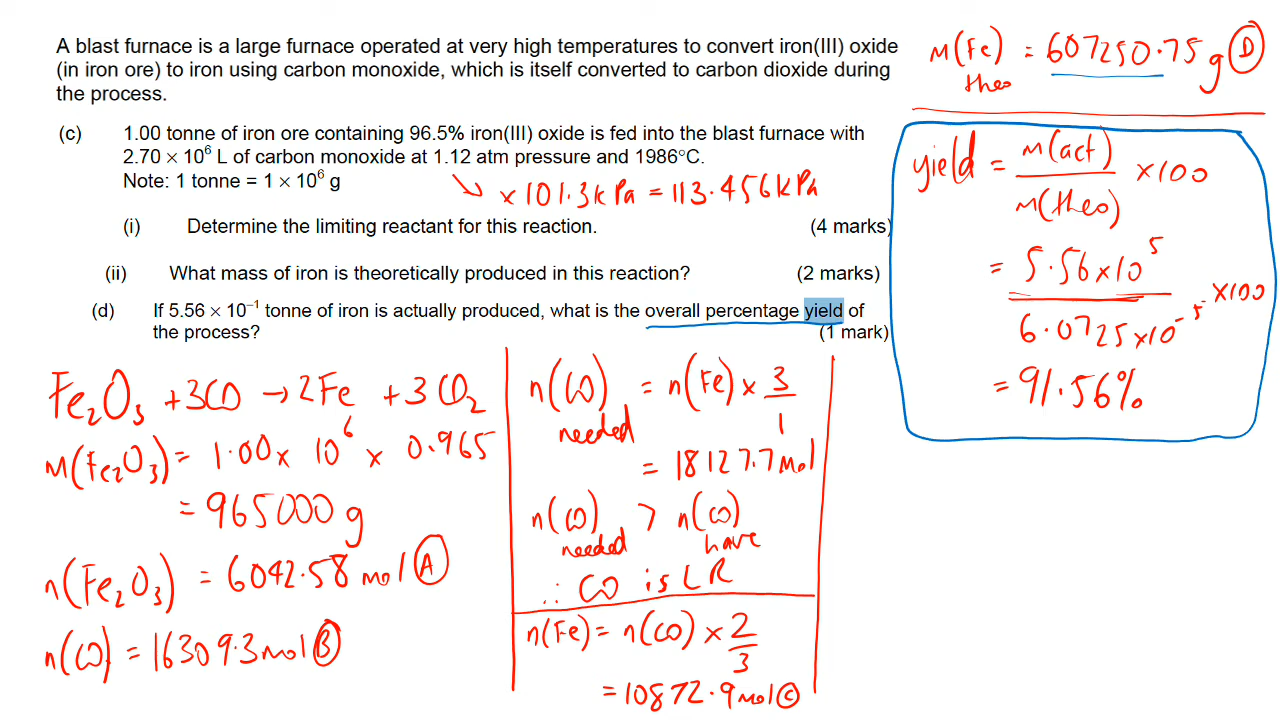 A blast furnace is a large furnace operated at very high temperatures to convert iron(III) oxide
(in iron ore) to iron using carbon monoxide, which is itself converted to carbon dioxide during
the process.
(c) 1.00 tonne of iron ore containing 96.5% iron(III) oxide is fed into the blast furnace with
2.70 × 10⁶ L of carbon monoxide at 1.12 atm pressure and 1986°C.
Note: 1 tonne = 1 × 10⁶ g
↳ × 101.3kPa = 113.456kPa
(i) Determine the limiting reactant for this reaction. (4 marks)
(ii) What mass of iron is theoretically produced in this reaction? (2 marks)
(d) If 5.56 × 10⁻¹ tonne of iron is actually produced, what is the overall percentage yield of
the process? (1 mark)
Fe₂O₃ + 3CO → 2Fe + 3CO₂
m(Fe₂O₃) = 1.00 × 10⁶ × 0.965
= 965000 g
n(Fe₂O₃) = 6042.58 mol Ⓐ
n(CO) = 16309.3 mol Ⓑ
n(CO) needed = n(Fe) × 3/1
= 18127.7 mol
n(CO) needed > n(CO) have
∴ CO is LR
n(Fe) = n(CO) × 2/3
= 10872.9 mol Ⓒ
m(Fe) theo = 607250.75 g Ⓓ
yield = m(act)/m(theo) × 100
= 5.56×10⁵/6.0725×10⁻⁵ ×100
= 91.56%